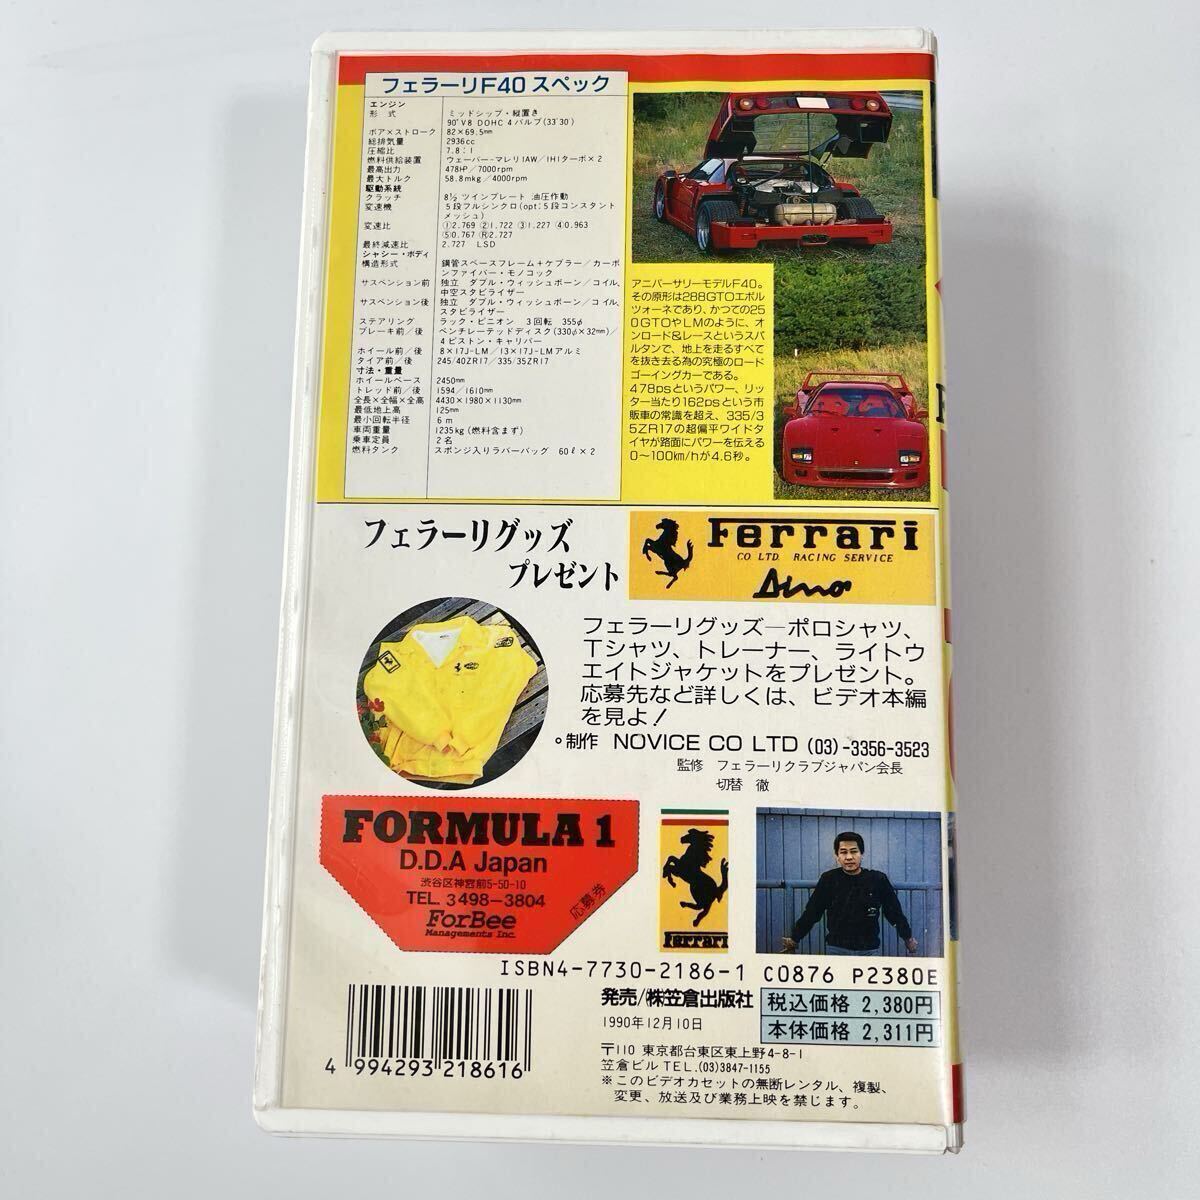 フェラーリF40 スペック
エンジン
形式 ミッドシップ・縦置き
90°V8 DOHC 4バルブ(33°30)
ボア×ストローク 82×69.5mm
総排気量 2936cc
圧縮比 7.8:1
燃料供給装置 ウェーバーーマレリIAW/IHIターボ×2
最高出力 478HP/7000rpm
最大トルク 58.8mkg/4000rpm
駆動系統
クラッチ 8½ツインプレート 油圧作動
変速機 5段フルシンクロ(opt:5段コンスタント
メッシュ)
変速比 ①2.769 ②1.722 ③1.227 ④0.963
⑤0.767 Ⓡ2.727
最終減速比 2.727 LSD
シャシー・ボディ
構造形式 鋼管スペースフレーム+ケブラー/カーボ
ンファイバー・モノコック
サスペンション前 独立 ダブル・ウィッシュボーン/コイル、
中空スタビライザー
サスペンション後 独立 ダブル・ウィッシュボーン/コイル、
スタビライザー
ステアリング ラック・ピニオン 3回転 355φ
ブレーキ前/後 ベンチレーテッドディスク(330φ×32mm)/
4ピストン・キャリパー
ホイール前/後 8×17J-LM/13×17J-LMアルミ
タイア前/後 245/40ZR17/335/35ZR17
寸法・重量
ホイールベース 2450mm
トレッド前/後 1594/1610mm
全長×全幅×全高 4430×1980×1130mm
最低地上高 125mm
最小回転半径 6m
車両重量 1235kg(燃料含まず)
乗車定員 2名
燃料タンク スポンジ入りラバーバッグ 60ℓ×2
アニバーサリーモデルF40。
その原形は288GTOエボル
ツォーネであり、かつての25
0GTOやLMのように、オ
ンロード&レースというスパ
ルタンで、地上を走るすべて
を抜き去る為の究極のロード
ゴーイングカーである。
478psというパワー、リッ
ター当たり162psという市
販車の常識を超え、335/3
5ZR17の超偏平ワイドタ
イヤが路面にパワーを伝える
0〜100km/hが4.6秒。
フェラーリグッズ
プレゼント
Ferrari
CO LTD. RACING SERVICE
Dino
フェラーリグッズ―ポロシャツ、
Tシャツ、トレーナー、ライトウ
エイトジャケットをプレゼント。
応募先など詳しくは、ビデオ本編
を見よ!
○制作 NOVICE CO LTD (03)-3356-3523
監修 フェラーリクラブジャパン会長
切替 徹
FORMULA 1
D.D.A Japan
渋谷区神宮前5-50-10
TEL 3498-3804
ForBee
Managements Inc.
応募券
Ferrari
ISBN4-7730-2186-1 C0876 P2380E
発売/㈱笠倉出版社
1990年12月10日
税込価格 2,380円
本体価格 2,311円
〒110 東京都台東区東上野4-8-1
笠倉ビルTEL.(03)3847-1155
※このビデオカセットの無断レンタル、複製、
変更、放送及び業務上映を禁じます。
4 994293 218616